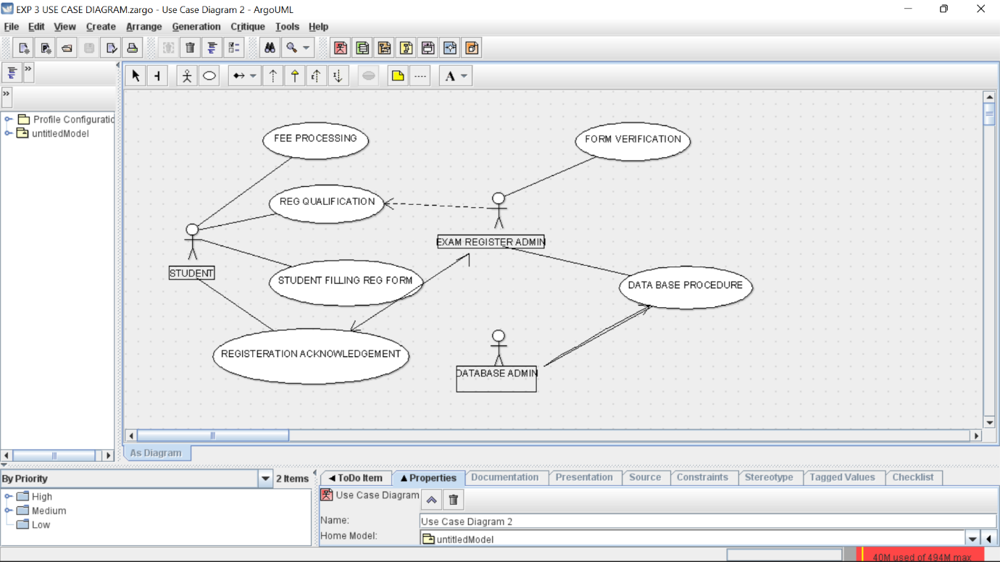 EXP 3 USE CASE DIAGRAM.zargo - Use Case Diagram 2 - ArgoUML
File Edit View Create Arrange Generation Critique Tools Help
A
Profile Configuratio
untitledModel
FEE PROCESSING
FORM VERIFICATION
REG QUALIFICATION
EXAM REGISTER ADMIN
STUDENT
STUDENT FILLING REG FORM
DATA BASE PROCEDURE
REGISTERATION ACKNOWLEDGEMENT
DATABASE ADMIN
As Diagram
By Priority
2 Items
High
Medium
Low
ToDo Item Properties Documentation Presentation Source Constraints Stereotype Tagged Values Checklist
Use Case Diagram
Name: Use Case Diagram 2
Home Model: untitledModel
40M used of 494M max